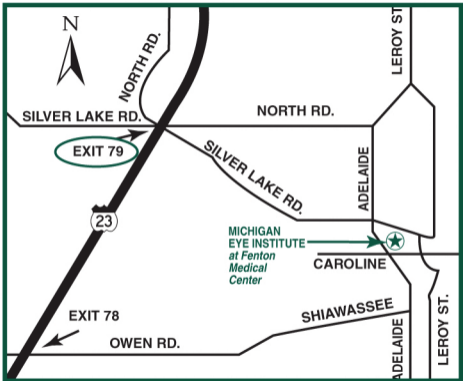 N
LEROY ST.
NORTH RD.
SILVER LAKE RD.
NORTH RD.
EXIT 79
SILVER LAKE RD.
ADELAIDE
23
MICHIGAN
EYE INSTITUTE
at Fenton
Medical
Center
CAROLINE
EXIT 78
SHIAWASSEE
OWEN RD.
ADELAIDE
LEROY ST.